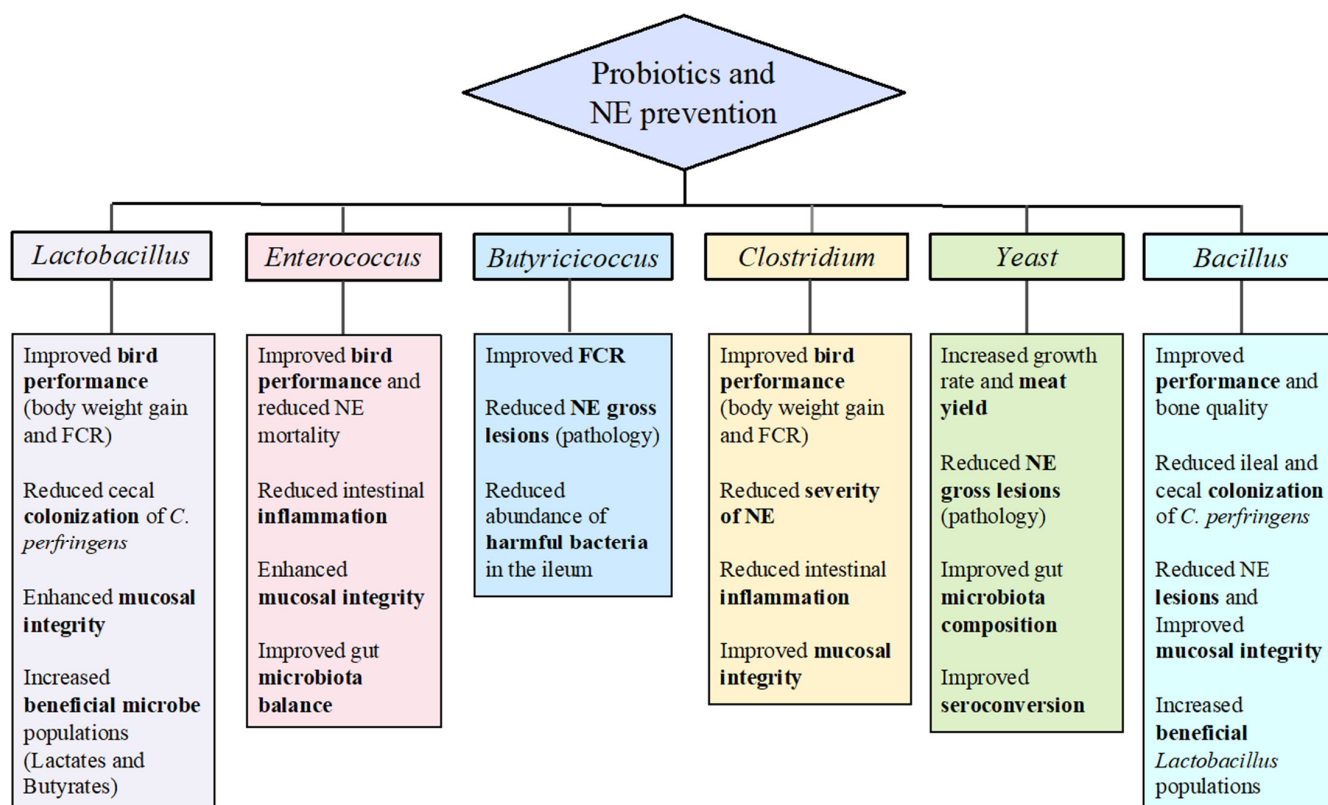 Probiotics and
NE prevention
Lactobacillus
Enterococcus
Butyricicoccus
Clostridium
Yeast
Bacillus
Improved bird
performance
(body weight gain
and FCR)
Reduced cecal
colonization of C.
perfringens
Enhanced mucosal
integrity
Increased
beneficial microbe
populations
(Lactates and
Butyrates)
Improved bird
performance and
reduced NE
mortality
Reduced intestinal
inflammation
Enhanced
mucosal integrity
Improved gut
microbiota
balance
Improved FCR
Reduced NE gross
lesions (pathology)
Reduced
abundance of
harmful bacteria
in the ileum
Improved bird
performance
(body weight gain
and FCR)
Reduced severity
of NE
Reduced intestinal
inflammation
Improved mucosal
integrity
Increased growth
rate and meat
yield
Reduced NE
gross lesions
(pathology)
Improved gut
microbiota
composition
Improved
seroconversion
Improved
performance and
bone quality
Reduced ileal and
cecal colonization
of C. perfringens
Reduced NE
lesions and
Improved
mucosal integrity
Increased
beneficial
Lactobacillus
populations